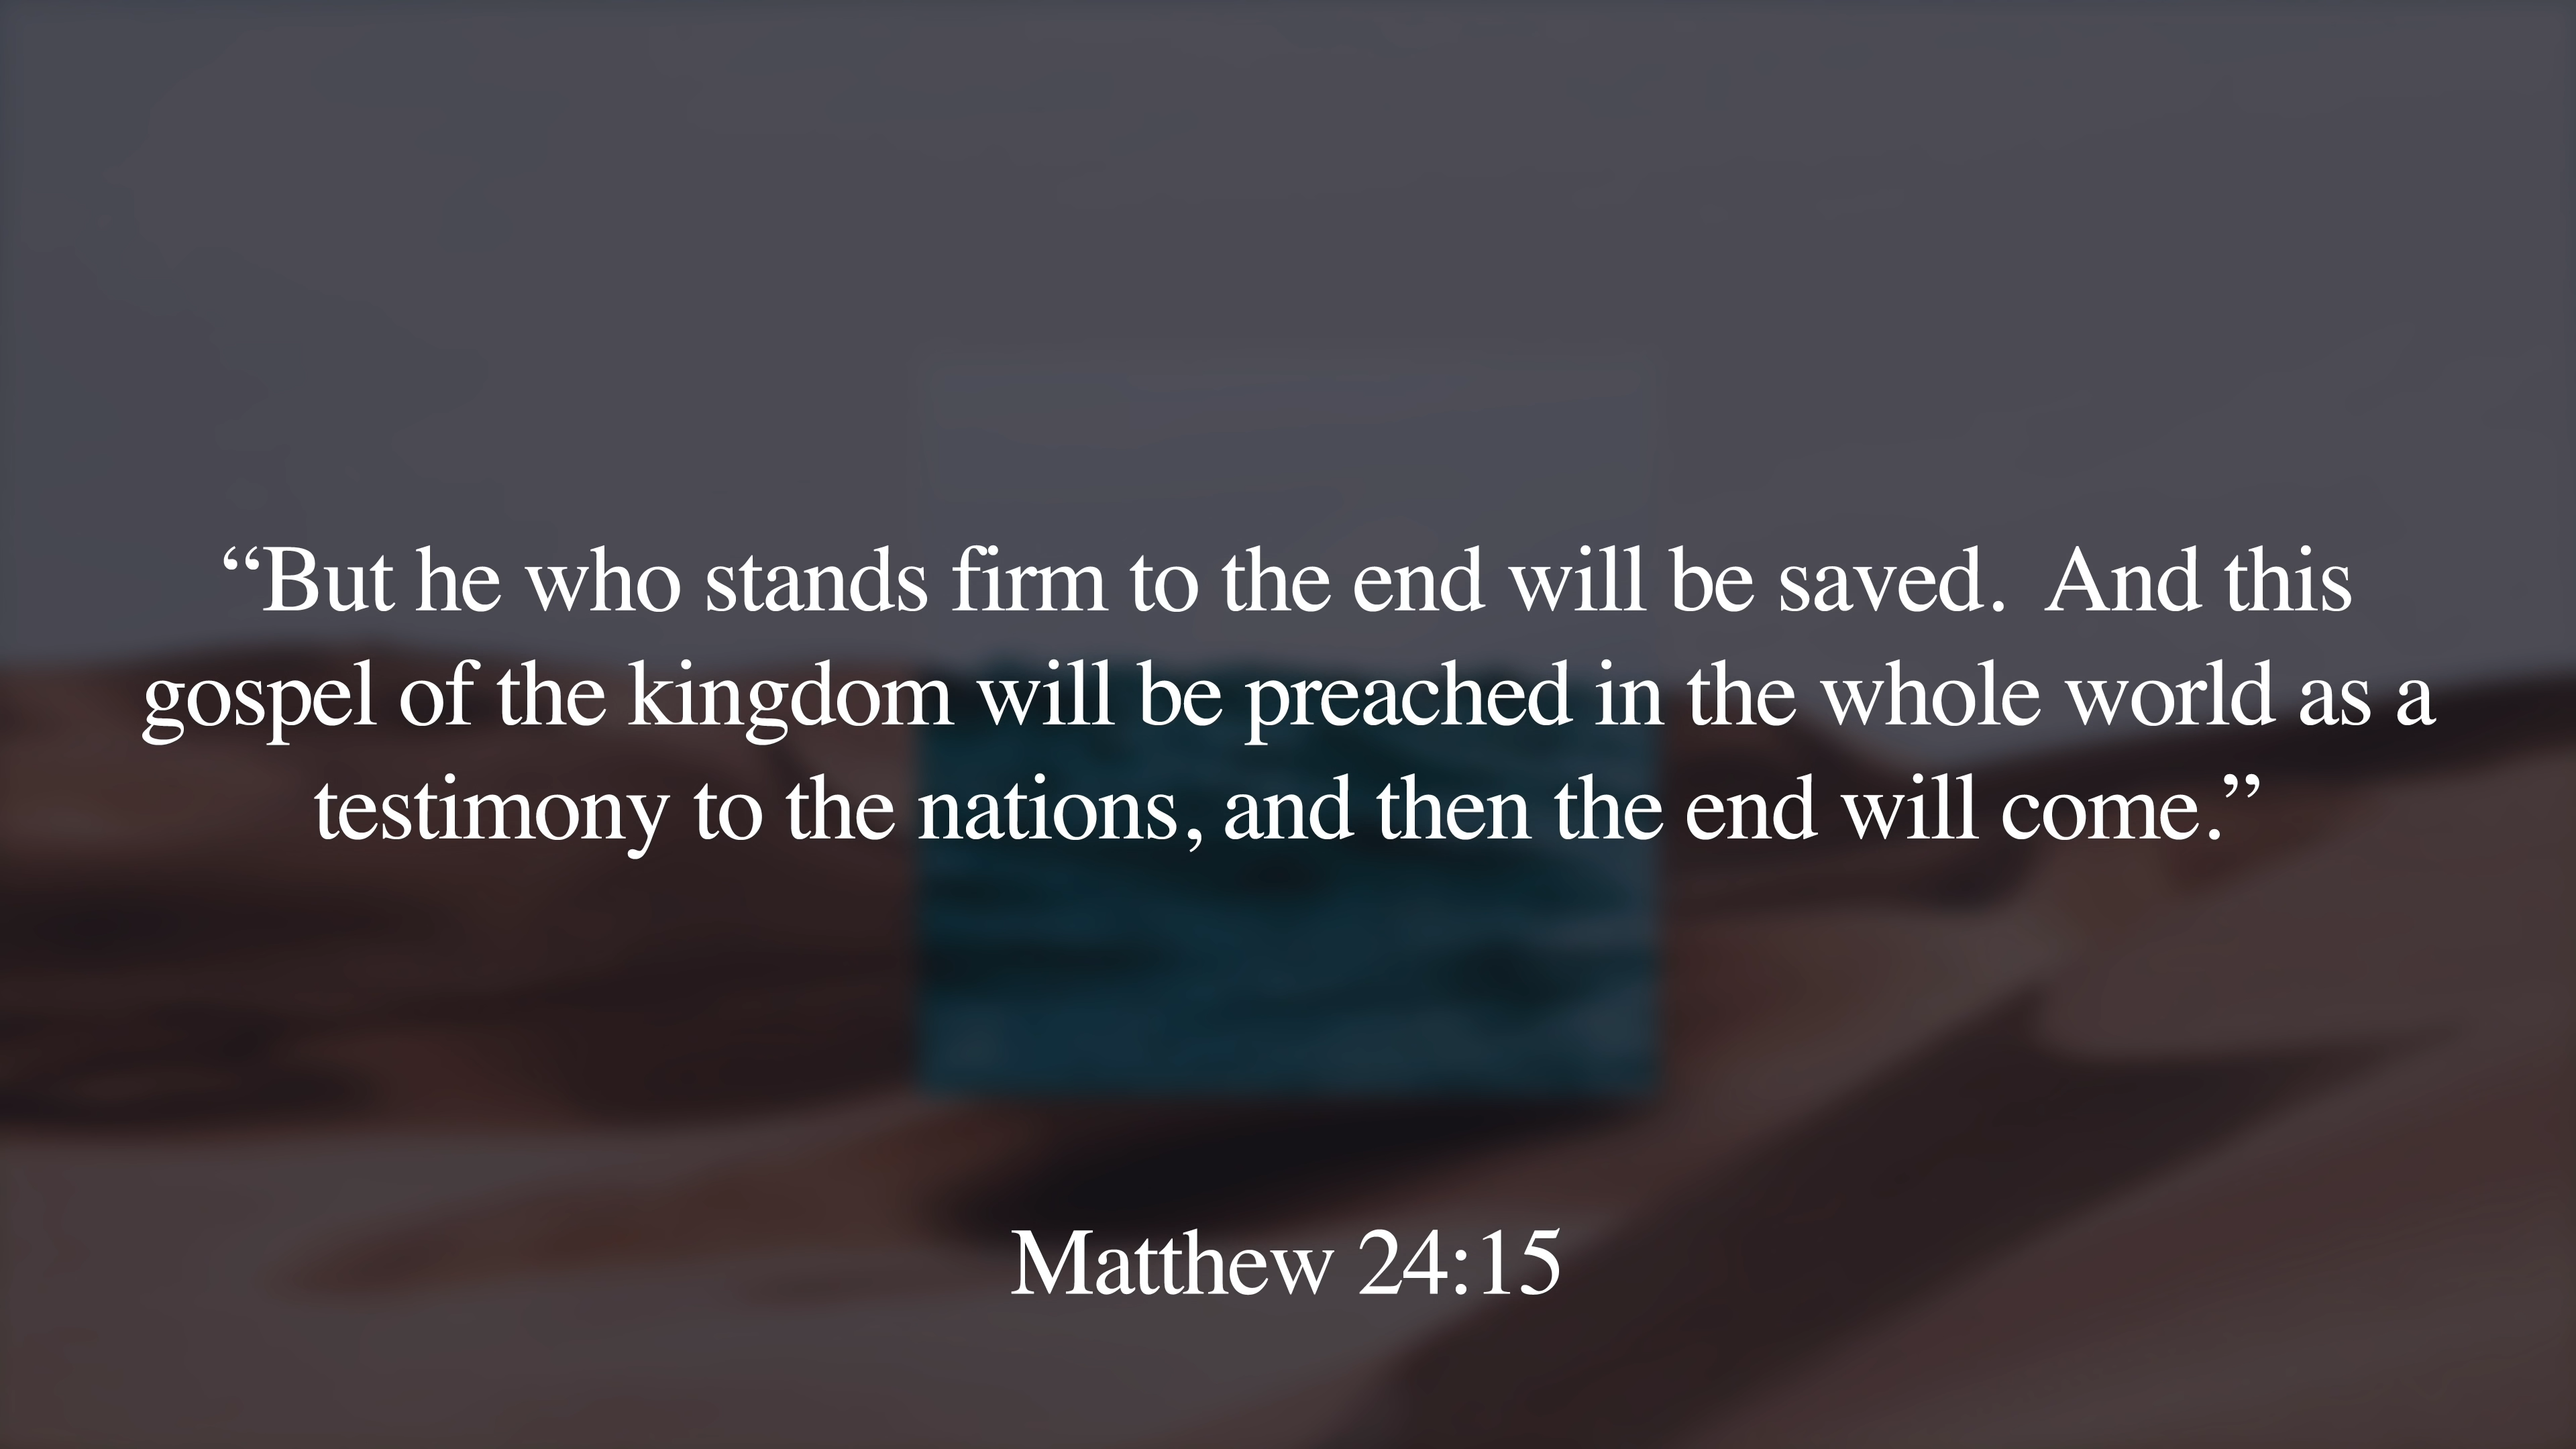 “But he who stands firm to the end will be saved.  And this
gospel of the kingdom will be preached in the whole world as a
testimony to the nations, and then the end will come.”
Matthew 24:15